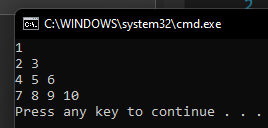 C:\WINDOWS\system32\cmd.exe
1
2 3
4 5 6
7 8 9 10
Press any key to continue . . .